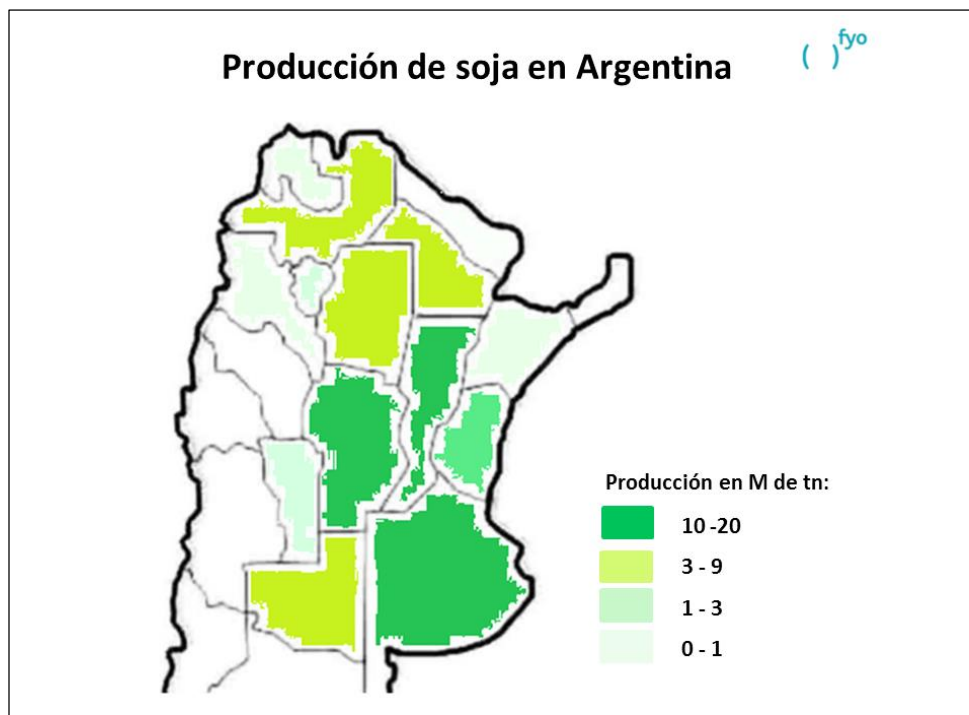 Producción de soja en Argentina
( )fyo
Producción en M de tn:
10 -20
3 - 9
1 - 3
0 - 1